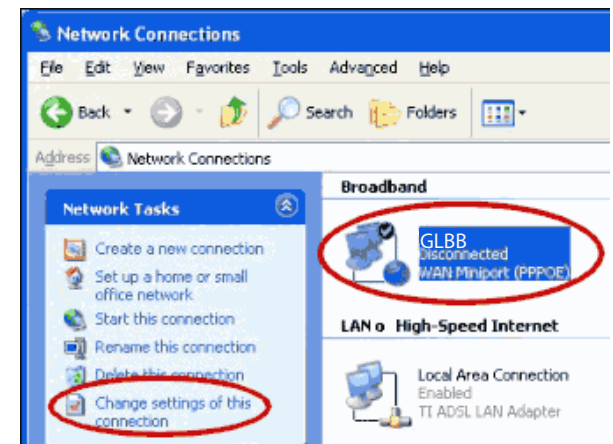 Network Connections
File Edit View Favorites Tools Advanced Help
Back Search Folders
Address Network Connections
Network Tasks
Create a new connection
Set up a home or small
office network
Start this connection
Rename this connection
Delete this connection
Change settings of this
connection
Broadband
GLBB
Disconnected
WAN Miniport (PPPOE)
LAN o High-Speed Internet
Local Area Connection
Enabled
TI ADSL LAN Adapter